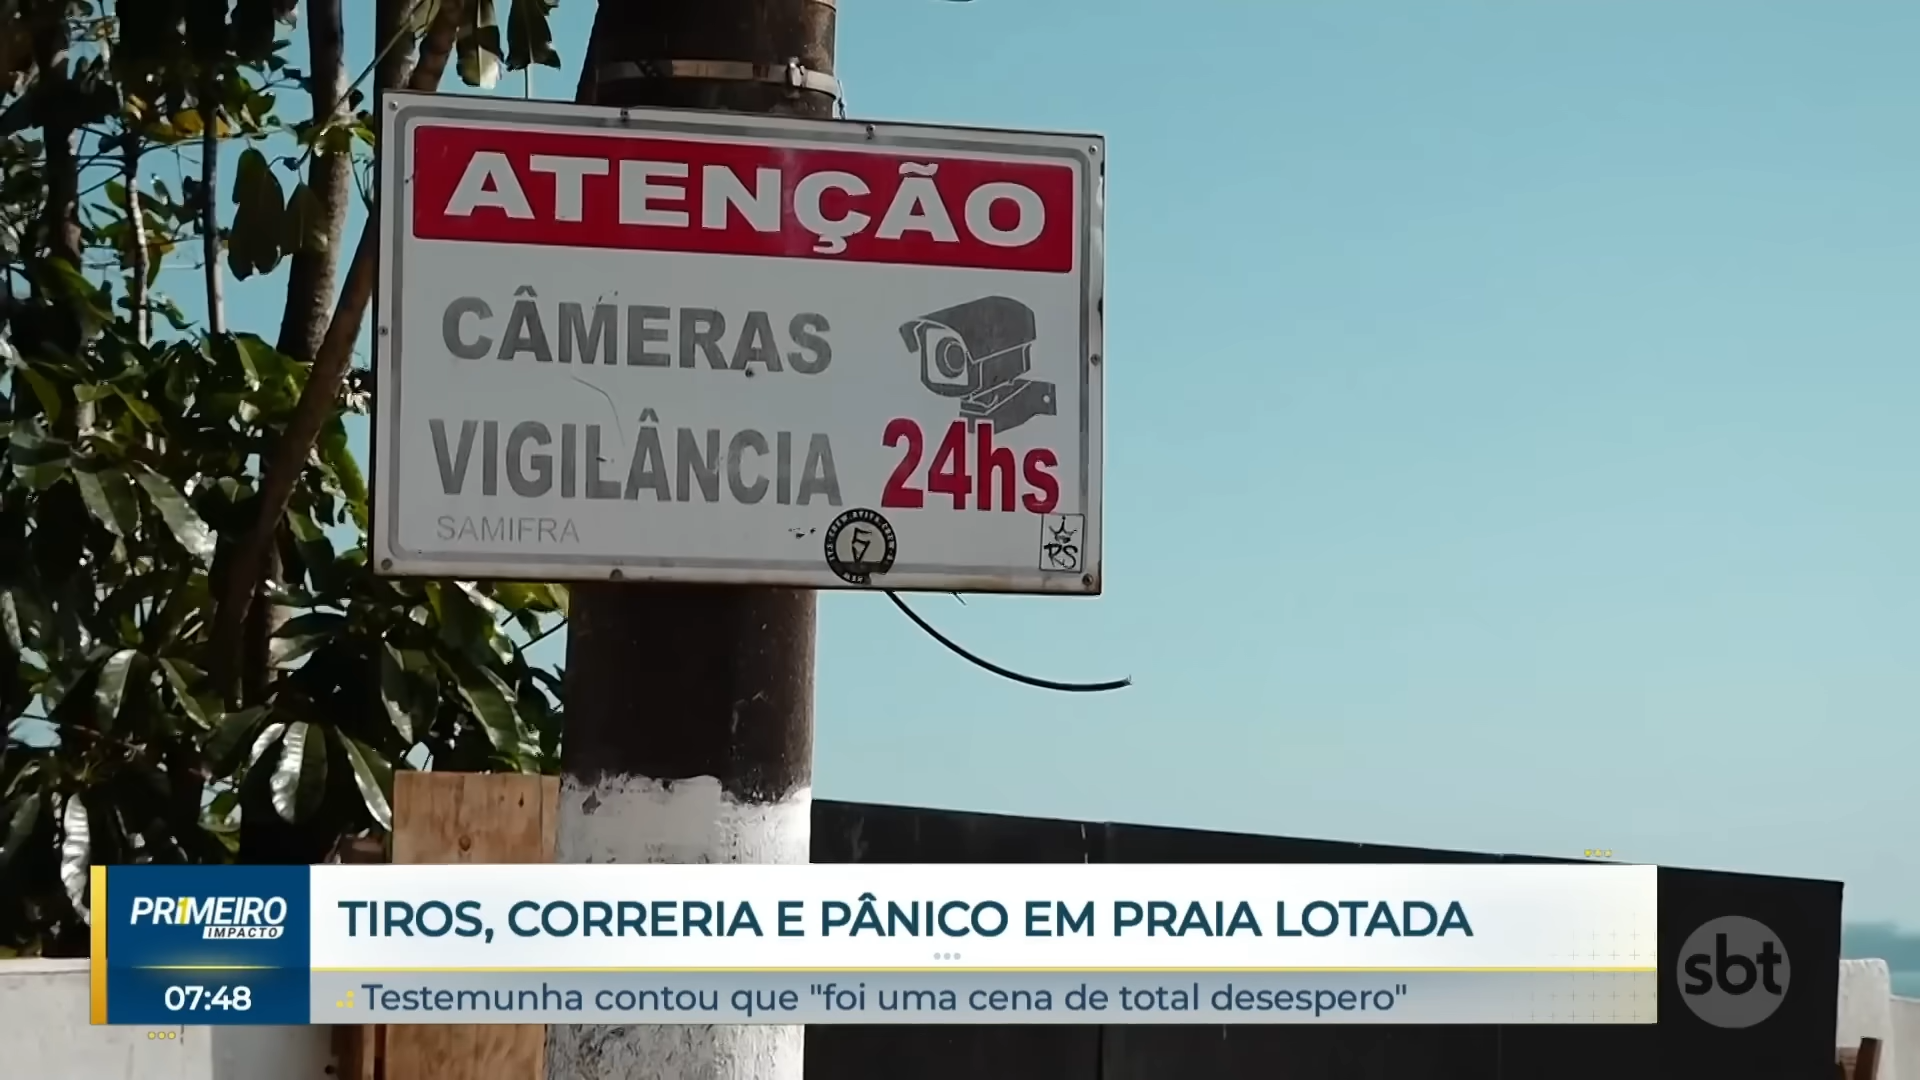 ATENÇÃO
CÂMERAS
VIGILÂNCIA 24hs
SAMIFRA
RS
PRIMEIRO
IMPACTO
TIROS, CORRERIA E PÂNICO EM PRAIA LOTADA
07:48
Testemunha contou que "foi uma cena de total desespero"
sbt